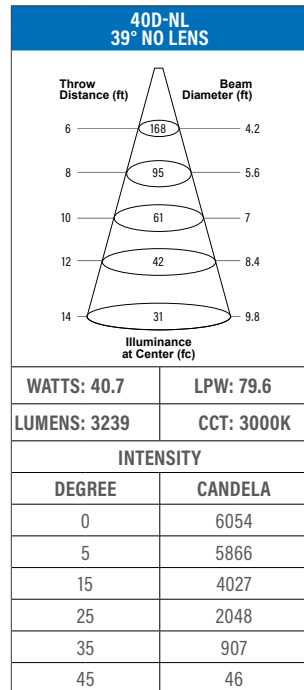 40D-NL
39° NO LENS
Throw Beam
Distance (ft) Diameter (ft)
6 168 4.2
8 95 5.6
10 61 7
12 42 8.4
14 31 9.8
Illuminance
at Center (fc)
WATTS: 40.7 LPW: 79.6
LUMENS: 3239 CCT: 3000K
INTENSITY
DEGREE CANDELA
0 6054
5 5866
15 4027
25 2048
35 907
45 46